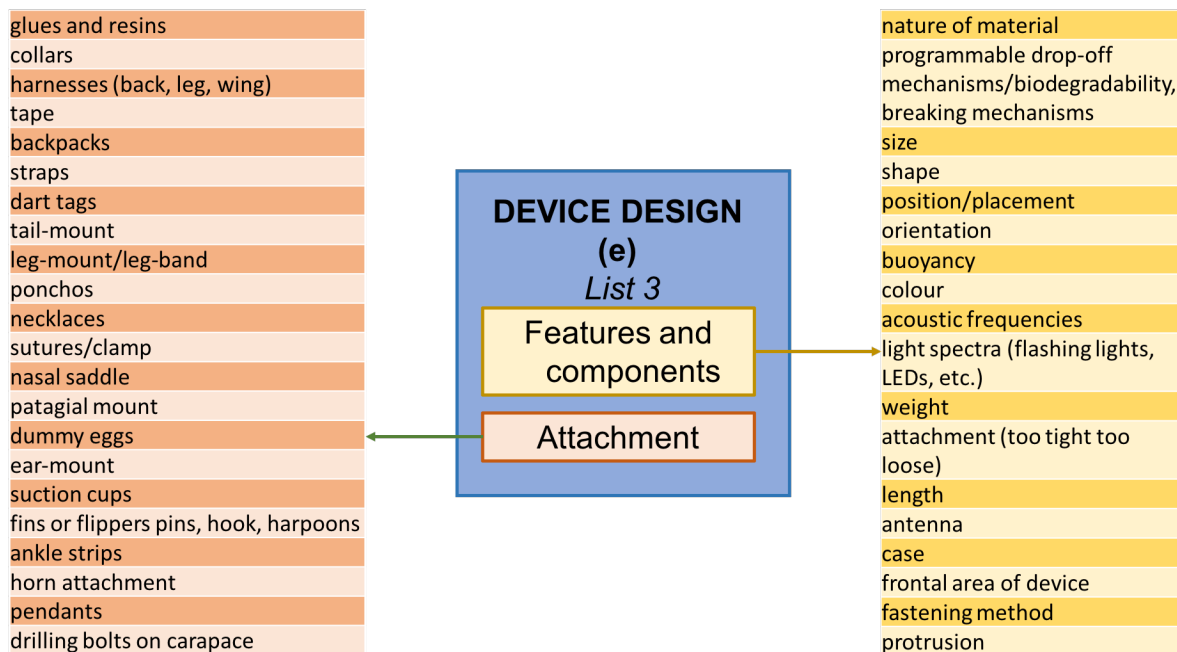 glues and resins
collars
harnesses (back, leg, wing)
tape
backpacks
straps
dart tags
tail-mount
leg-mount/leg-band
ponchos
necklaces
sutures/clamp
nasal saddle
patagial mount
dummy eggs
ear-mount
suction cups
fins or flippers pins, hook, harpoons
ankle strips
horn attachment
pendants
drilling bolts on carapace
DEVICE DESIGN
(e)
List 3
Features and
components
Attachment
nature of material
programmable drop-off
mechanisms/biodegradability,
breaking mechanisms
size
shape
position/placement
orientation
buoyancy
colour
acoustic frequencies
light spectra (flashing lights,
LEDs, etc.)
weight
attachment (too tight too
loose)
length
antenna
case
frontal area of device
fastening method
protrusion